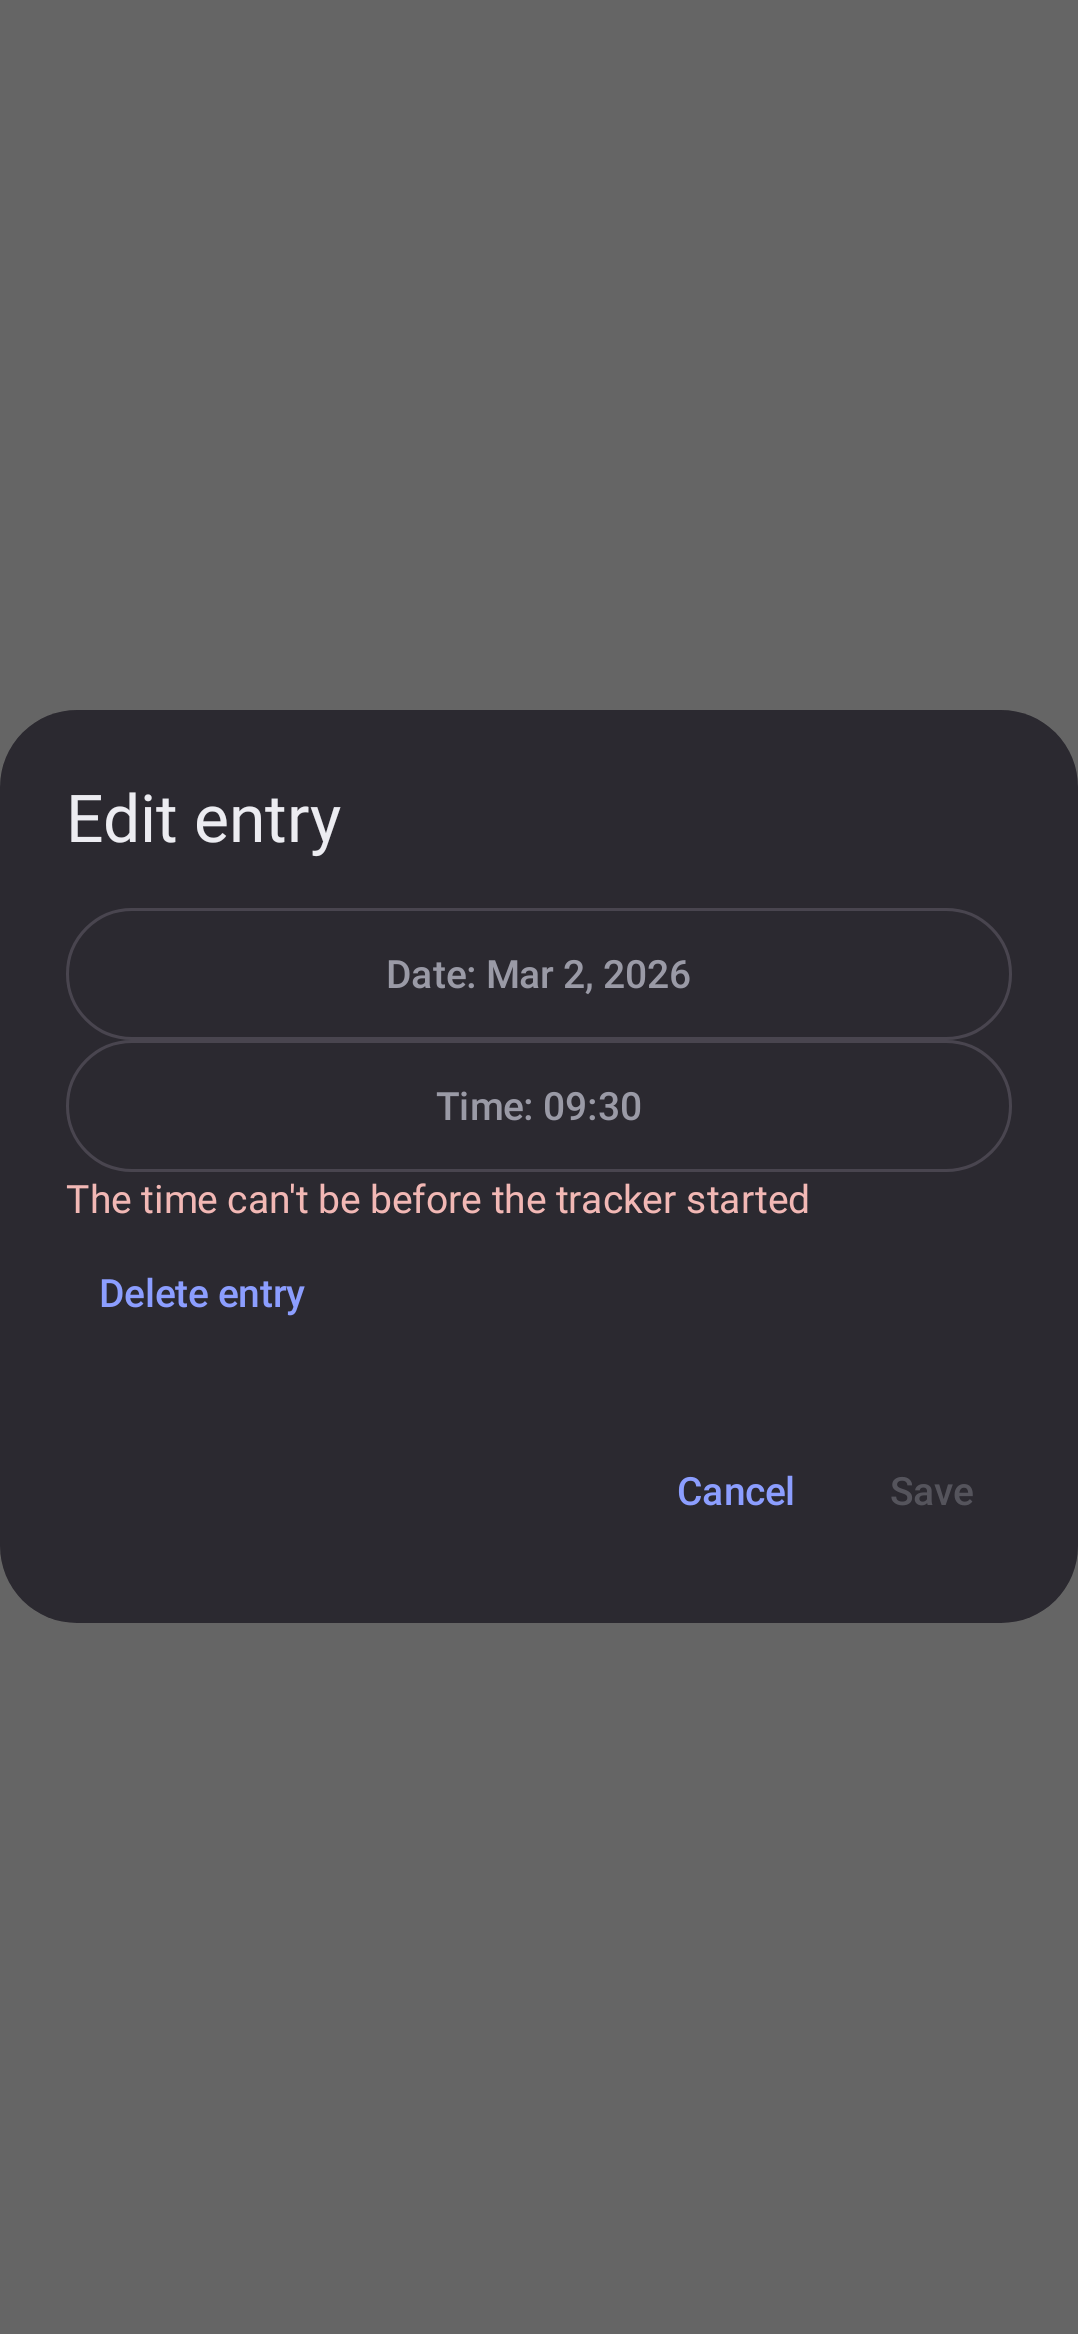 Edit entry
Date: Mar 2, 2026
Time: 09:30
The time can't be before the tracker started
Delete entry
Cancel
Save